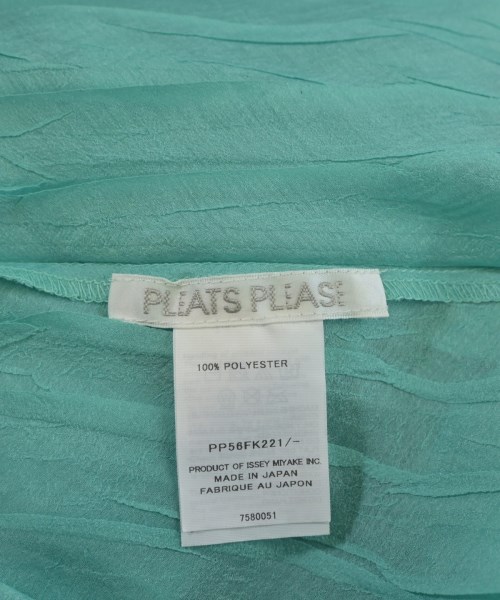 PLEATS PLEASE
100% POLYESTER
PP56FK221/-
PRODUCT OF ISSEY MIYAKE INC.
MADE IN JAPAN
FABRIQUE AU JAPON
7580051